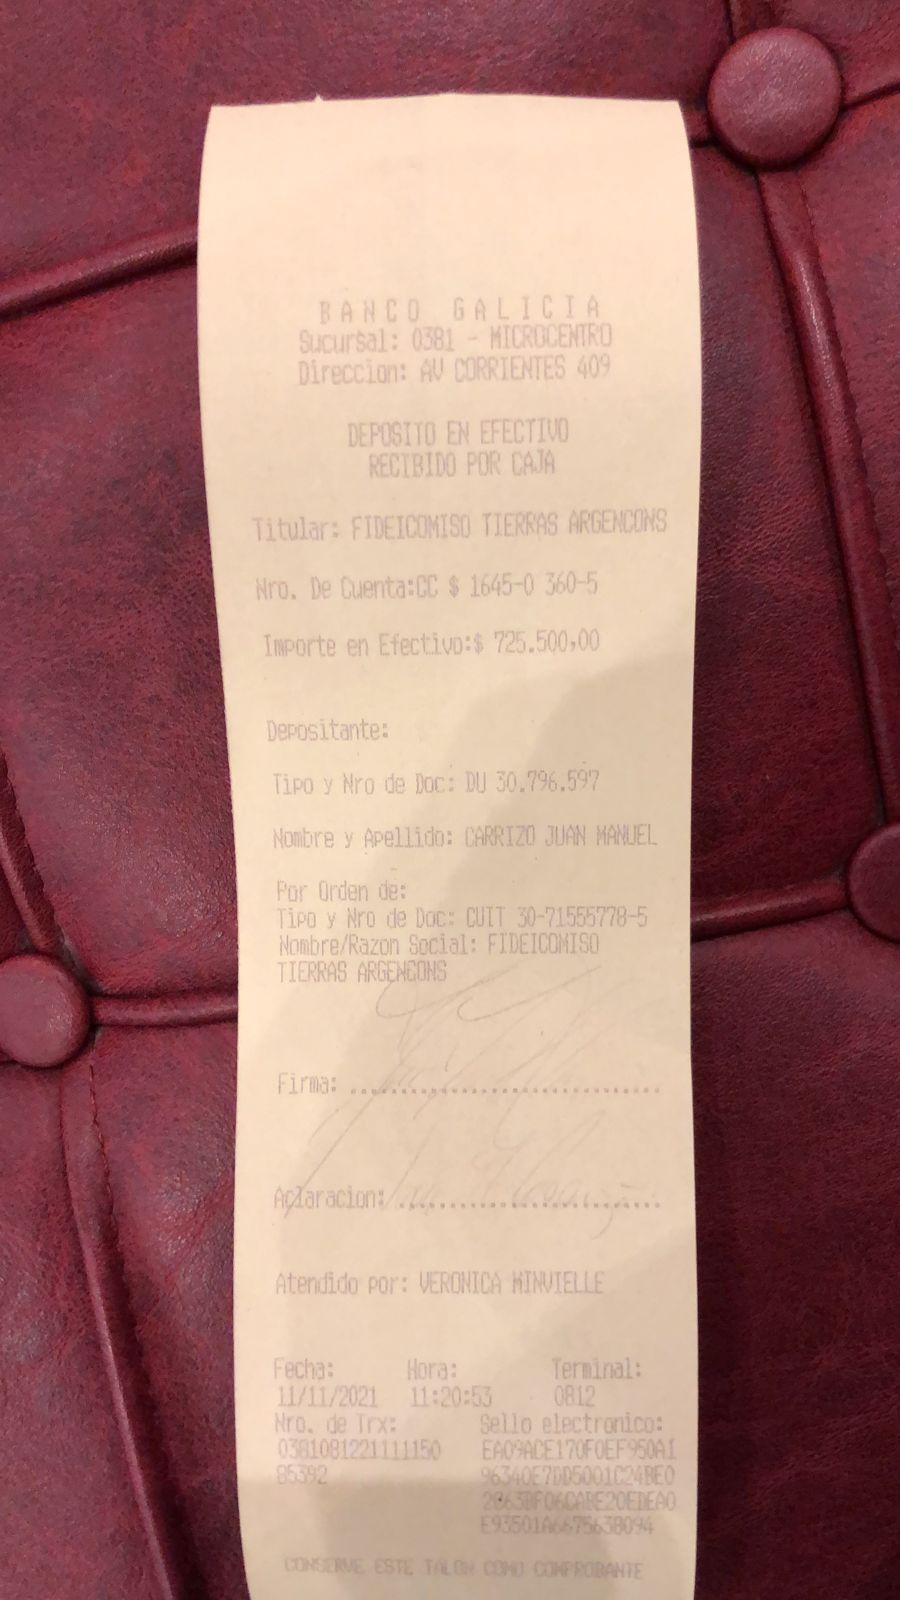 BANCO GALICIA
Sucursal: 0381 - MICROCENTRO
Direccion: AV CORRIENTES 409
DEPOSITO EN EFECTIVO
RECIBIDO POR CAJA
Titular: FIDEICOMISO TIERRAS ARGENCONS
Nro. De Cuenta:CC $ 1645-0 360-5
Importe en Efectivo:$ 725.500,00
Depositante:
Tipo y Nro de Doc: DU 30.796.597
Nombre y Apellido: CARRIZO JUAN MANUEL
Por Orden de:
Tipo y Nro de Doc: CUIT 30-71555778-5
Nombre/Razon Social: FIDEICOMISO
TIERRAS ARGENCONS
Firma:
Aclaracion:
Atendido por: VERONICA MINVIELLE
Fecha: Hora: Terminal:
11/11/2021 11:20:53 0812
Nro. de Trx: Sello electronico:
0381081221111150 EA09ACE170F0EF950A1
85392 96340E7DD5001C24BE0
2863BF06CABE20EDEA0
E93501A6675638094
CONSERVE ESTE TALON COMO COMPROBANTE